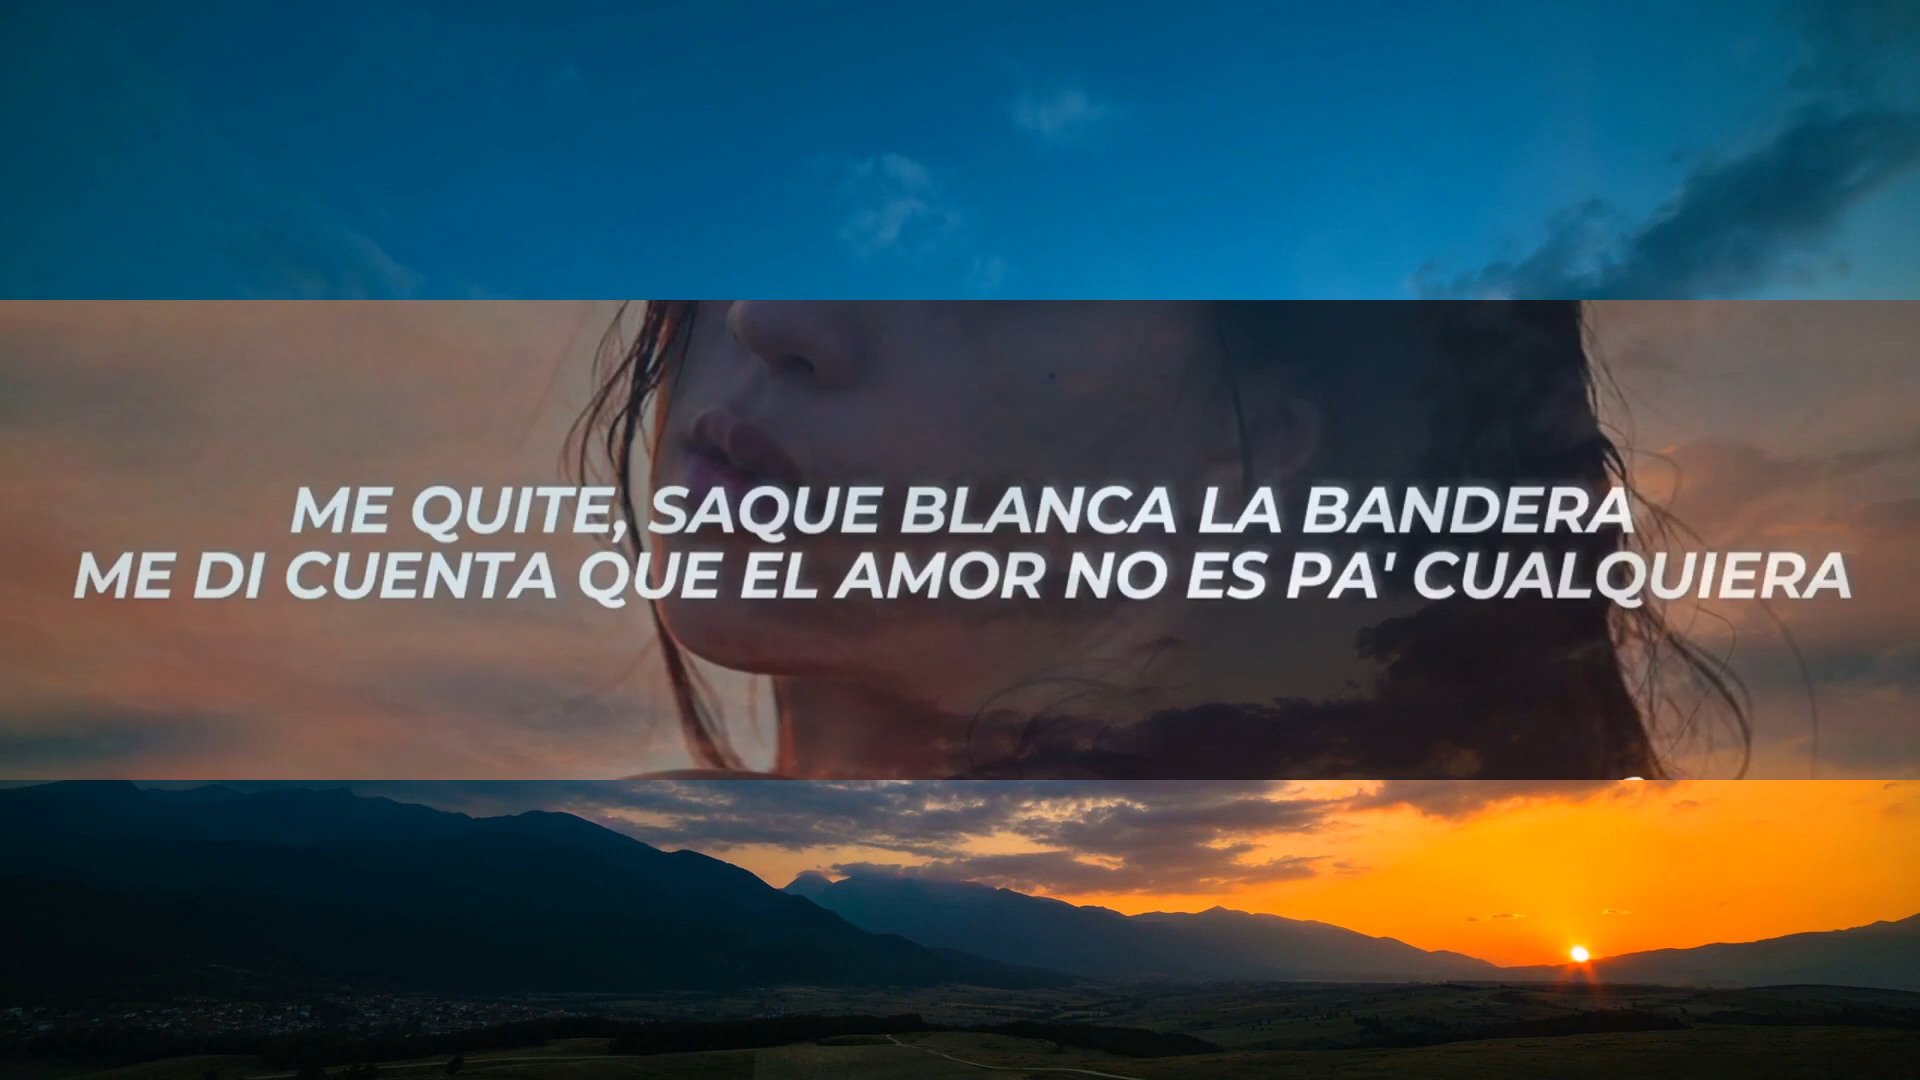 ME QUITE, SAQUE BLANCA LA BANDERA
ME DI CUENTA QUE EL AMOR NO ES PA' CUALQUIERA